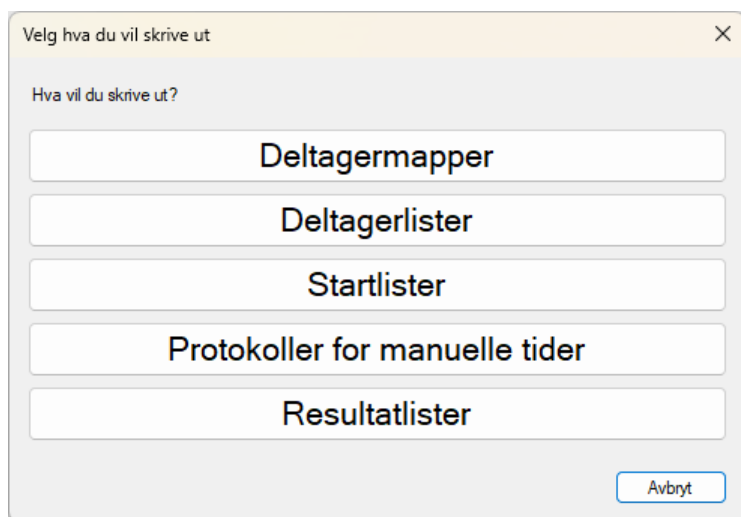 Velg hva du vil skrive ut
Hva vil du skrive ut?
Deltagermapper
Deltagerlister
Startlister
Protokoller for manuelle tider
Resultatlister
Avbryt